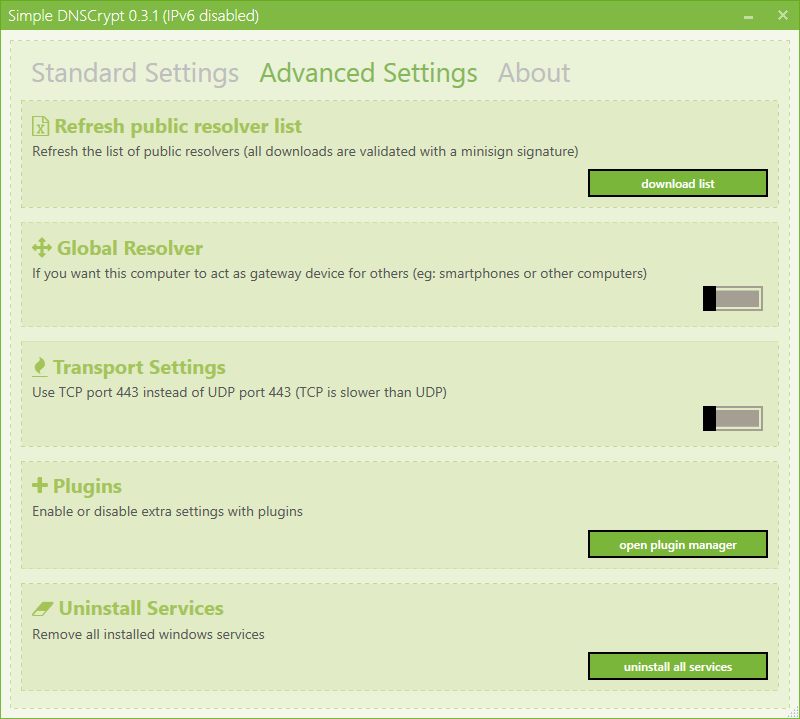 Simple DNSCrypt 0.3.1 (IPv6 disabled)
Standard Settings Advanced Settings About
Refresh public resolver list
Refresh the list of public resolvers (all downloads are validated with a minisign signature)
download list
Global Resolver
If you want this computer to act as gateway device for others (eg: smartphones or other computers)
Transport Settings
Use TCP port 443 instead of UDP port 443 (TCP is slower than UDP)
Plugins
Enable or disable extra settings with plugins
open plugin manager
Uninstall Services
Remove all installed windows services
uninstall all services